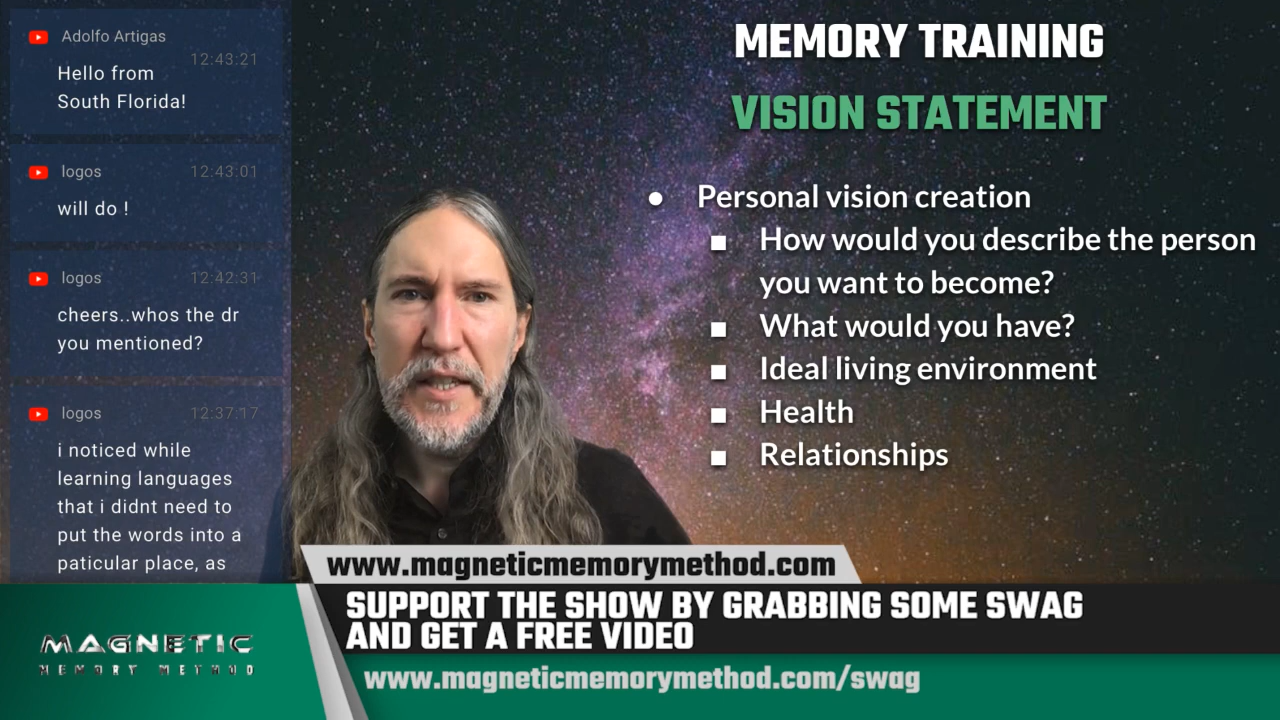 Adolfo Artigas
12:43:21
Hello from
South Florida!
logos 12:43:01
will do !
logos 12:42:31
cheers..whos the dr
you mentioned?
logos 12:37:17
i noticed while
learning languages
that i didnt need to
put the words into a
paticular place, as
MEMORY TRAINING
VISION STATEMENT
● Personal vision creation
■ How would you describe the person
you want to become?
■ What would you have?
■ Ideal living environment
■ Health
■ Relationships
www.magneticmemorymethod.com
SUPPORT THE SHOW BY GRABBING SOME SWAG
AND GET A FREE VIDEO
www.magneticmemorymethod.com/swag
MAGNETIC
MEMORY METHOD